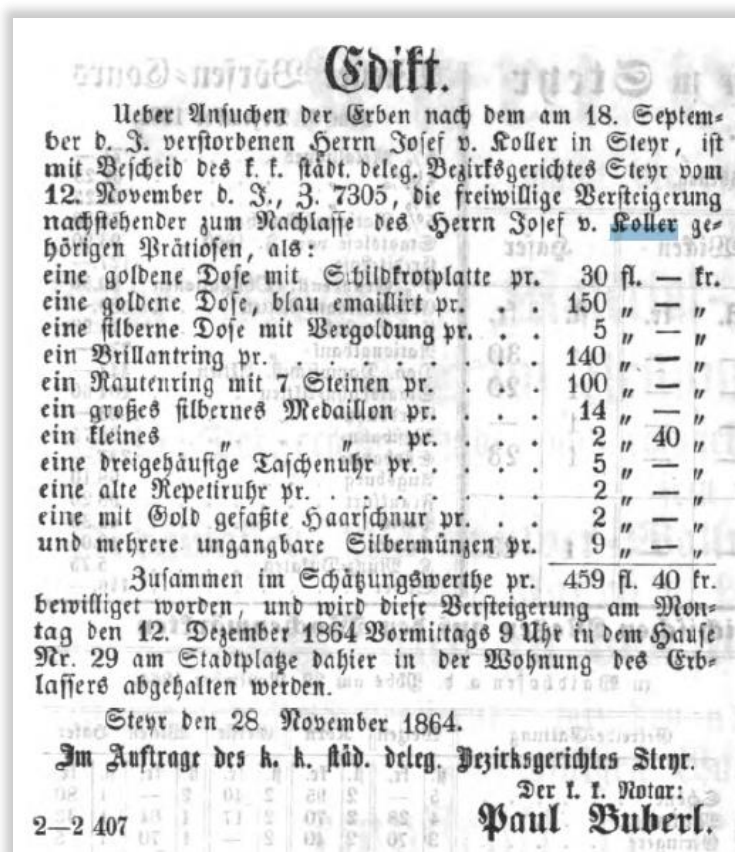 Edikt.
Ueber Ansuchen der Erben nach dem am 18. Septem-
ber d. J. verstorbenen Herrn Josef v. Koller in Steyr, ist
mit Bescheid des k. k. städt. deleg. Bezirksgerichtes Steyr vom
12. November d. J., Z. 7305, die freiwillige Versteigerung
nachstehender zum Nachlasse des Herrn Josef v. Koller ge-
hörigen Prätiosen, als:
eine goldene Dose mit Schildkrotplatte pr. 30 fl. — kr.
eine goldene Dose, blau emaillirt pr. . . 150 „ — „
eine silberne Dose mit Vergoldung pr. . . 5 „ — „
ein Brillantring pr. . . . . . . . 140 „ — „
ein Rautenring mit 7 Steinen pr. . . . 100 „ — „
ein großes silbernes Medaillon pr. . . . 14 „ — „
ein kleines „ „ pr. . . . 2 „ 40 „
eine dreigehäusige Taschenuhr pr. . . . 5 „ — „
eine alte Repetiruhr pr. . . . . . . 2 „ — „
eine mit Gold gefaßte Haarschnur pr. . . 2 „ — „
und mehrere ungangbare Silbermünzen pr. 9 „ — „
Zusammen im Schätzungswerthe pr. 459 fl. 40 kr.
bewilliget worden, und wird diese Versteigerung am Mon-
tag den 12. Dezember 1864 Vormittags 9 Uhr in dem Hause
Nr. 29 am Stadtplatze dahier in der Wohnung des Erb-
lassers abgehalten werden.
Steyr den 28. November 1864.
Im Auftrage des k. k. städ. deleg. Bezirksgerichtes Steyr.
Der k. k. Notar:
2—2 407 Paul Buberl.